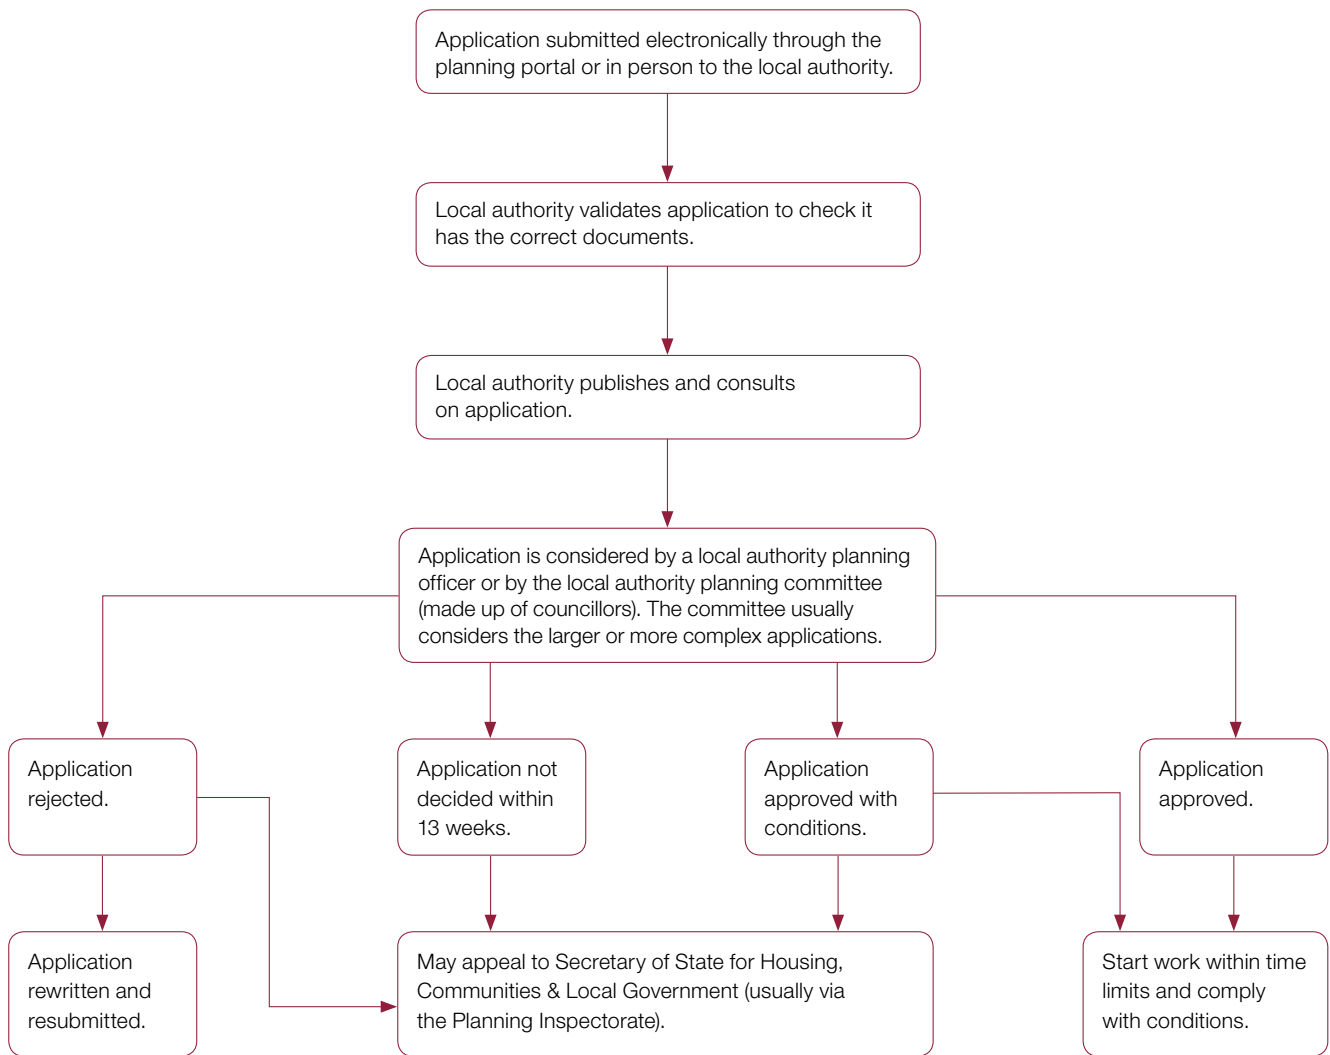 Application submitted electronically through the
planning portal or in person to the local authority.
Local authority validates application to check it
has the correct documents.
Local authority publishes and consults
on application.
Application is considered by a local authority planning
officer or by the local authority planning committee
(made up of councillors). The committee usually
considers the larger or more complex applications.
Application
rejected.
Application not
decided within
13 weeks.
Application
approved with
conditions.
Application
approved.
Application
rewritten and
resubmitted.
May appeal to Secretary of State for Housing,
Communities & Local Government (usually via
the Planning Inspectorate).
Start work within time
limits and comply
with conditions.